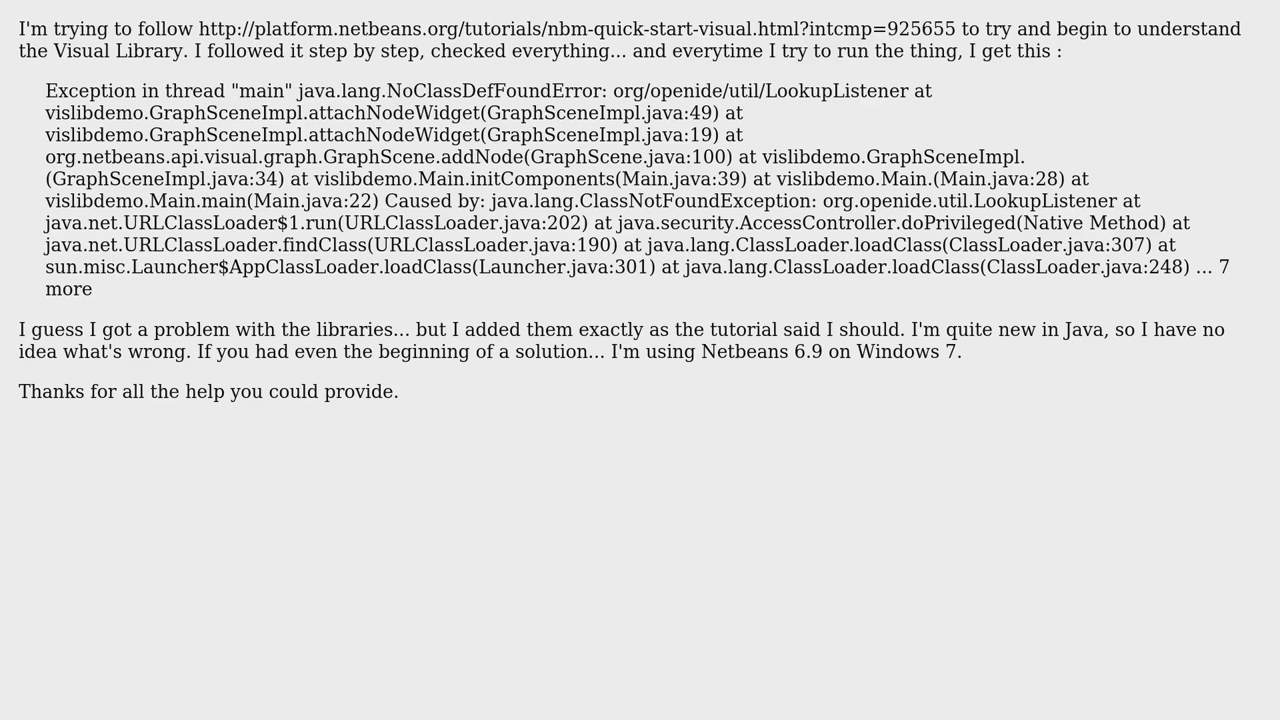 I'm trying to follow http://platform.netbeans.org/tutorials/nbm-quick-start-visual.html?intcmp=925655 to try and begin to understand
the Visual Library. I followed it step by step, checked everything... and everytime I try to run the thing, I get this :
Exception in thread "main" java.lang.NoClassDefFoundError: org/openide/util/LookupListener at
vislibdemo.GraphSceneImpl.attachNodeWidget(GraphSceneImpl.java:49) at
vislibdemo.GraphSceneImpl.attachNodeWidget(GraphSceneImpl.java:19) at
org.netbeans.api.visual.graph.GraphScene.addNode(GraphScene.java:100) at vislibdemo.GraphSceneImpl.
(GraphSceneImpl.java:34) at vislibdemo.Main.initComponents(Main.java:39) at vislibdemo.Main.(Main.java:28) at
vislibdemo.Main.main(Main.java:22) Caused by: java.lang.ClassNotFoundException: org.openide.util.LookupListener at
java.net.URLClassLoader$1.run(URLClassLoader.java:202) at java.security.AccessController.doPrivileged(Native Method) at
java.net.URLClassLoader.findClass(URLClassLoader.java:190) at java.lang.ClassLoader.loadClass(ClassLoader.java:307) at
sun.misc.Launcher$AppClassLoader.loadClass(Launcher.java:301) at java.lang.ClassLoader.loadClass(ClassLoader.java:248) ... 7
more
I guess I got a problem with the libraries... but I added them exactly as the tutorial said I should. I'm quite new in Java, so I have no
idea what's wrong. If you had even the beginning of a solution... I'm using Netbeans 6.9 on Windows 7.
Thanks for all the help you could provide.